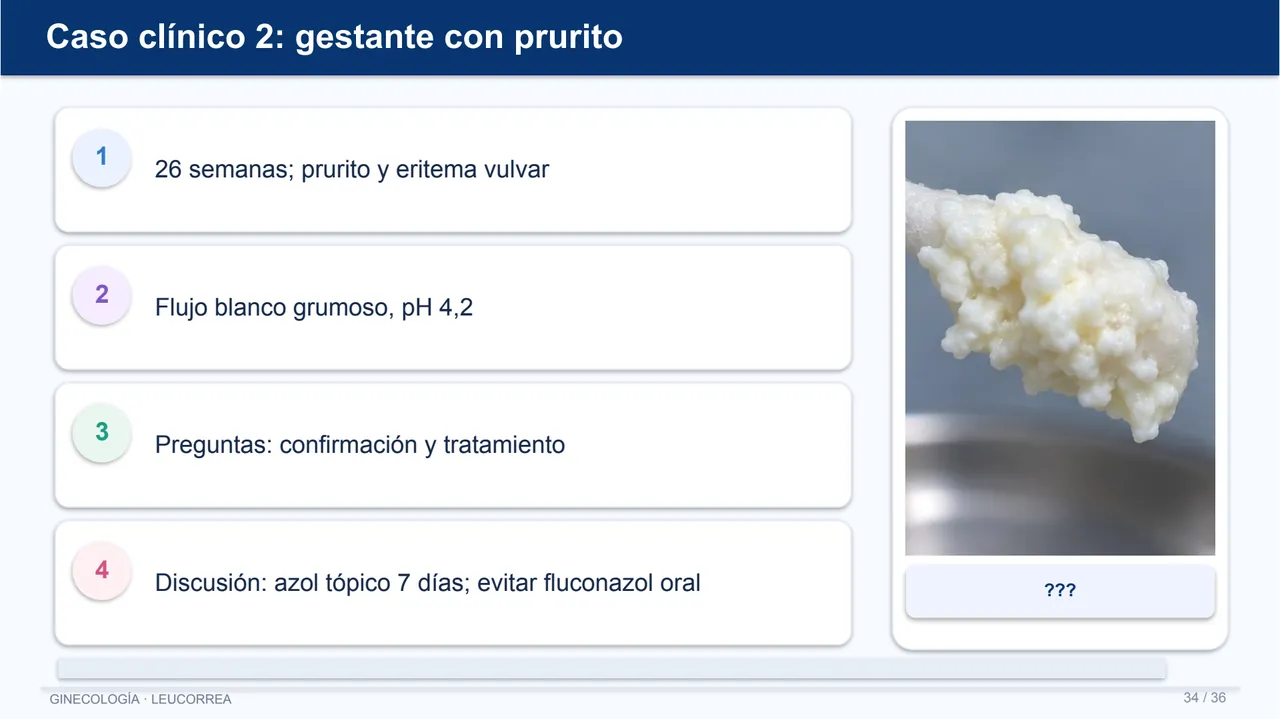 Caso clínico 2: gestante con prurito
1
26 semanas; prurito y eritema vulvar
2
Flujo blanco grumoso, pH 4,2
3
Preguntas: confirmación y tratamiento
4
Discusión: azol tópico 7 días; evitar fluconazol oral
???
GINECOLOGÍA · LEUCORREA
34 / 36